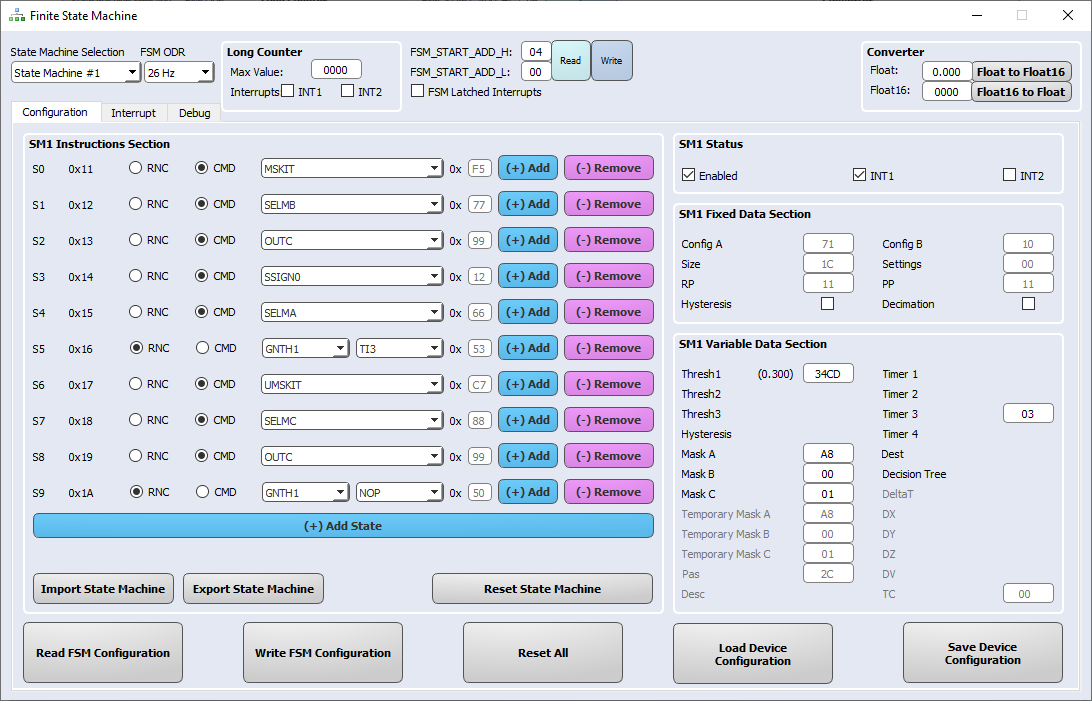 Finite State Machine
State Machine Selection FSM ODR
State Machine #1 26 Hz
Long Counter
Max Value: 0000
Interrupts: INT1 INT2
FSM_START_ADD_H: 04
FSM_START_ADD_L: 00
Read Write
FSM Latched Interrupts
Converter
Float: 0.000 Float to Float16
Float16: 0000 Float16 to Float
Configuration Interrupt Debug
SM1 Instructions Section
S0 0x11 RNC CMD MSKIT 0x F5 (+) Add (-) Remove
S1 0x12 RNC CMD SELMB 0x 77 (+) Add (-) Remove
S2 0x13 RNC CMD OUTC 0x 99 (+) Add (-) Remove
S3 0x14 RNC CMD SSIGN0 0x 12 (+) Add (-) Remove
S4 0x15 RNC CMD SELMA 0x 66 (+) Add (-) Remove
S5 0x16 RNC CMD GNTH1 TI3 0x 53 (+) Add (-) Remove
S6 0x17 RNC CMD UMSKIT 0x C7 (+) Add (-) Remove
S7 0x18 RNC CMD SELMC 0x 88 (+) Add (-) Remove
S8 0x19 RNC CMD OUTC 0x 99 (+) Add (-) Remove
S9 0x1A RNC CMD GNTH1 NOP 0x 50 (+) Add (-) Remove
(+) Add State
Import State Machine Export State Machine Reset State Machine
SM1 Status
Enabled INT1 INT2
SM1 Fixed Data Section
Config A 71 Config B 10
Size 1C Settings 00
RP 11 PP 11
Hysteresis Decimation
SM1 Variable Data Section
Thresh1 (0.300) 34CD Timer 1
Thresh2 Timer 2
Thresh3 Timer 3 03
Hysteresis Timer 4
Mask A A8 Dest
Mask B 00 Decision Tree
Mask C 01 DeltaT
Temporary Mask A A8 DX
Temporary Mask B 00 DY
Temporary Mask C 01 DZ
Pas 2C DV
Desc TC 00
Read FSM Configuration Write FSM Configuration Reset All
Load Device
Configuration
Save Device
Configuration